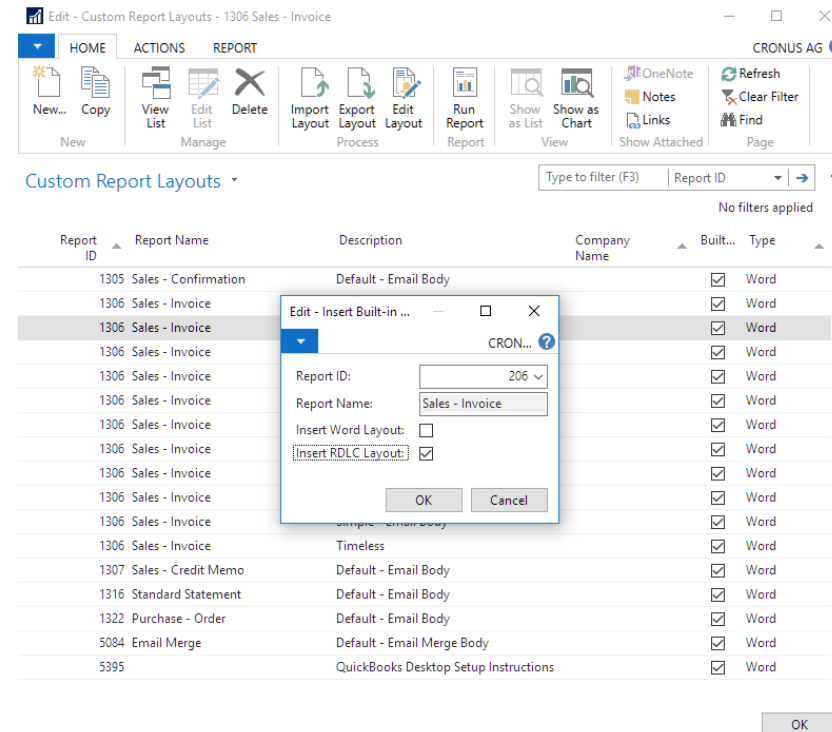 Edit - Custom Report Layouts - 1306 Sales - Invoice
HOME ACTIONS REPORT CRONUS AG
New... Copy View List Edit List Delete Import Layout Export Layout Edit Layout Run Report Show as List Show as Chart OneNote Notes Links Refresh Clear Filter Find
New Manage Process Report View Show Attached Page
Custom Report Layouts Type to filter (F3) Report ID
No filters applied
Report ID Report Name Description Company Name Built... Type
1305 Sales - Confirmation Default - Email Body Word
1306 Sales - Invoice Word
1306 Sales - Invoice Word
1306 Sales - Invoice Word
1306 Sales - Invoice Word
1306 Sales - Invoice Word
1306 Sales - Invoice Word
1306 Sales - Invoice Word
1306 Sales - Invoice Word
1306 Sales - Invoice Word
1306 Sales - Invoice Simple - Email Body Word
1306 Sales - Invoice Timeless Word
1307 Sales - Credit Memo Default - Email Body Word
1316 Standard Statement Default - Email Body Word
1322 Purchase - Order Default - Email Body Word
5084 Email Merge Default - Email Merge Body Word
5395 QuickBooks Desktop Setup Instructions Word
OK
Edit - Insert Built-in ...
CRON... ?
Report ID: 206
Report Name: Sales - Invoice
Insert Word Layout:
Insert RDLC Layout:
OK Cancel